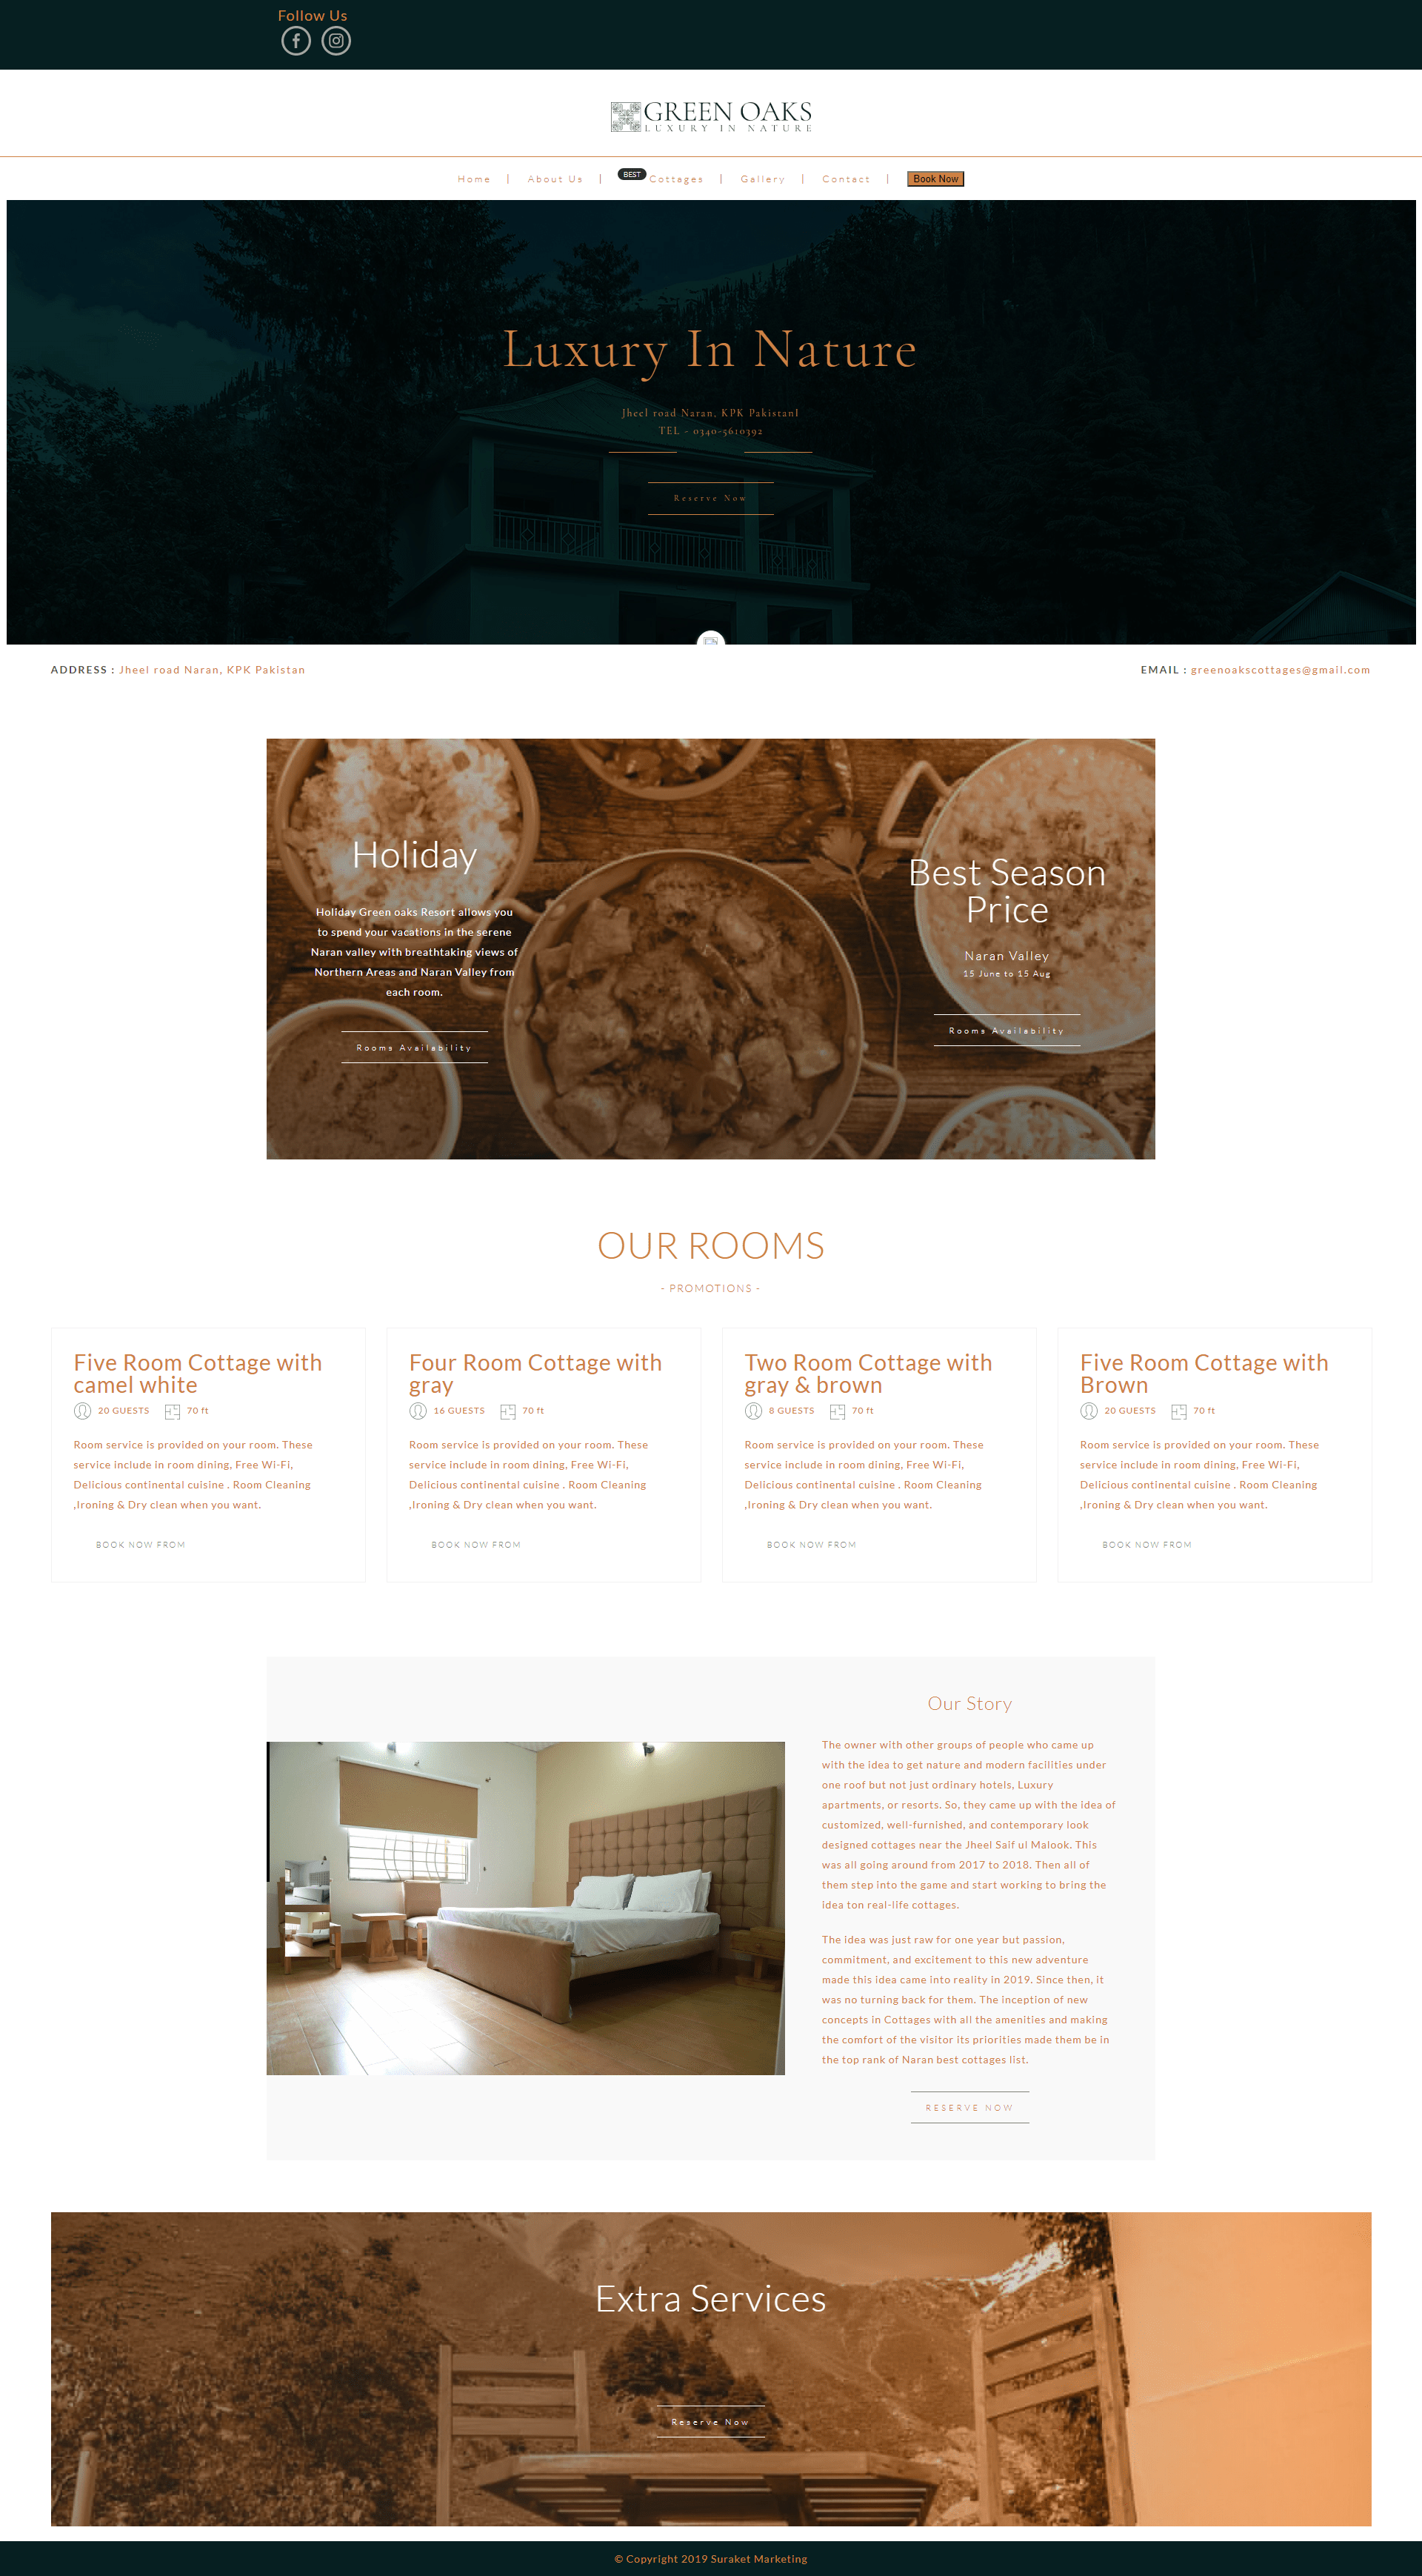 Follow Us
GREEN OAKS
LUXURY IN NATURE
Home | About Us | BEST Cottages | Gallery | Contact | Book Now
Luxury In Nature
Jheel road Naran, KPK PakistanI
TEL - 0340-5610392
Reserve Now
ADDRESS : Jheel road Naran, KPK Pakistan
EMAIL : greenoakscottages@gmail.com
Holiday
Holiday Green oaks Resort allows you
to spend your vacations in the serene
Naran valley with breathtaking views of
Northern Areas and Naran Valley from
each room.
Rooms Availability
Best Season
Price
Naran Valley
15 June to 15 Aug
Rooms Availability
OUR ROOMS
- PROMOTIONS -
Five Room Cottage with
camel white
20 GUESTS 70 ft
Room service is provided on your room. These
service include in room dining, Free Wi-Fi,
Delicious continental cuisine . Room Cleaning
,Ironing & Dry clean when you want.
BOOK NOW FROM
Four Room Cottage with
gray
16 GUESTS 70 ft
Room service is provided on your room. These
service include in room dining, Free Wi-Fi,
Delicious continental cuisine . Room Cleaning
,Ironing & Dry clean when you want.
BOOK NOW FROM
Two Room Cottage with
gray & brown
8 GUESTS 70 ft
Room service is provided on your room. These
service include in room dining, Free Wi-Fi,
Delicious continental cuisine . Room Cleaning
,Ironing & Dry clean when you want.
BOOK NOW FROM
Five Room Cottage with
Brown
20 GUESTS 70 ft
Room service is provided on your room. These
service include in room dining, Free Wi-Fi,
Delicious continental cuisine . Room Cleaning
,Ironing & Dry clean when you want.
BOOK NOW FROM
Our Story
The owner with other groups of people who came up
with the idea to get nature and modern facilities under
one roof but not just ordinary hotels, Luxury
apartments, or resorts. So, they came up with the idea of
customized, well-furnished, and contemporary look
designed cottages near the Jheel Saif ul Malook. This
was all going around from 2017 to 2018. Then all of
them step into the game and start working to bring the
idea ton real-life cottages.
The idea was just raw for one year but passion,
commitment, and excitement to this new adventure
made this idea came into reality in 2019. Since then, it
was no turning back for them. The inception of new
concepts in Cottages with all the amenities and making
the comfort of the visitor its priorities made them be in
the top rank of Naran best cottages list.
RESERVE NOW
Extra Services
Reserve Now
© Copyright 2019 Suraket Marketing